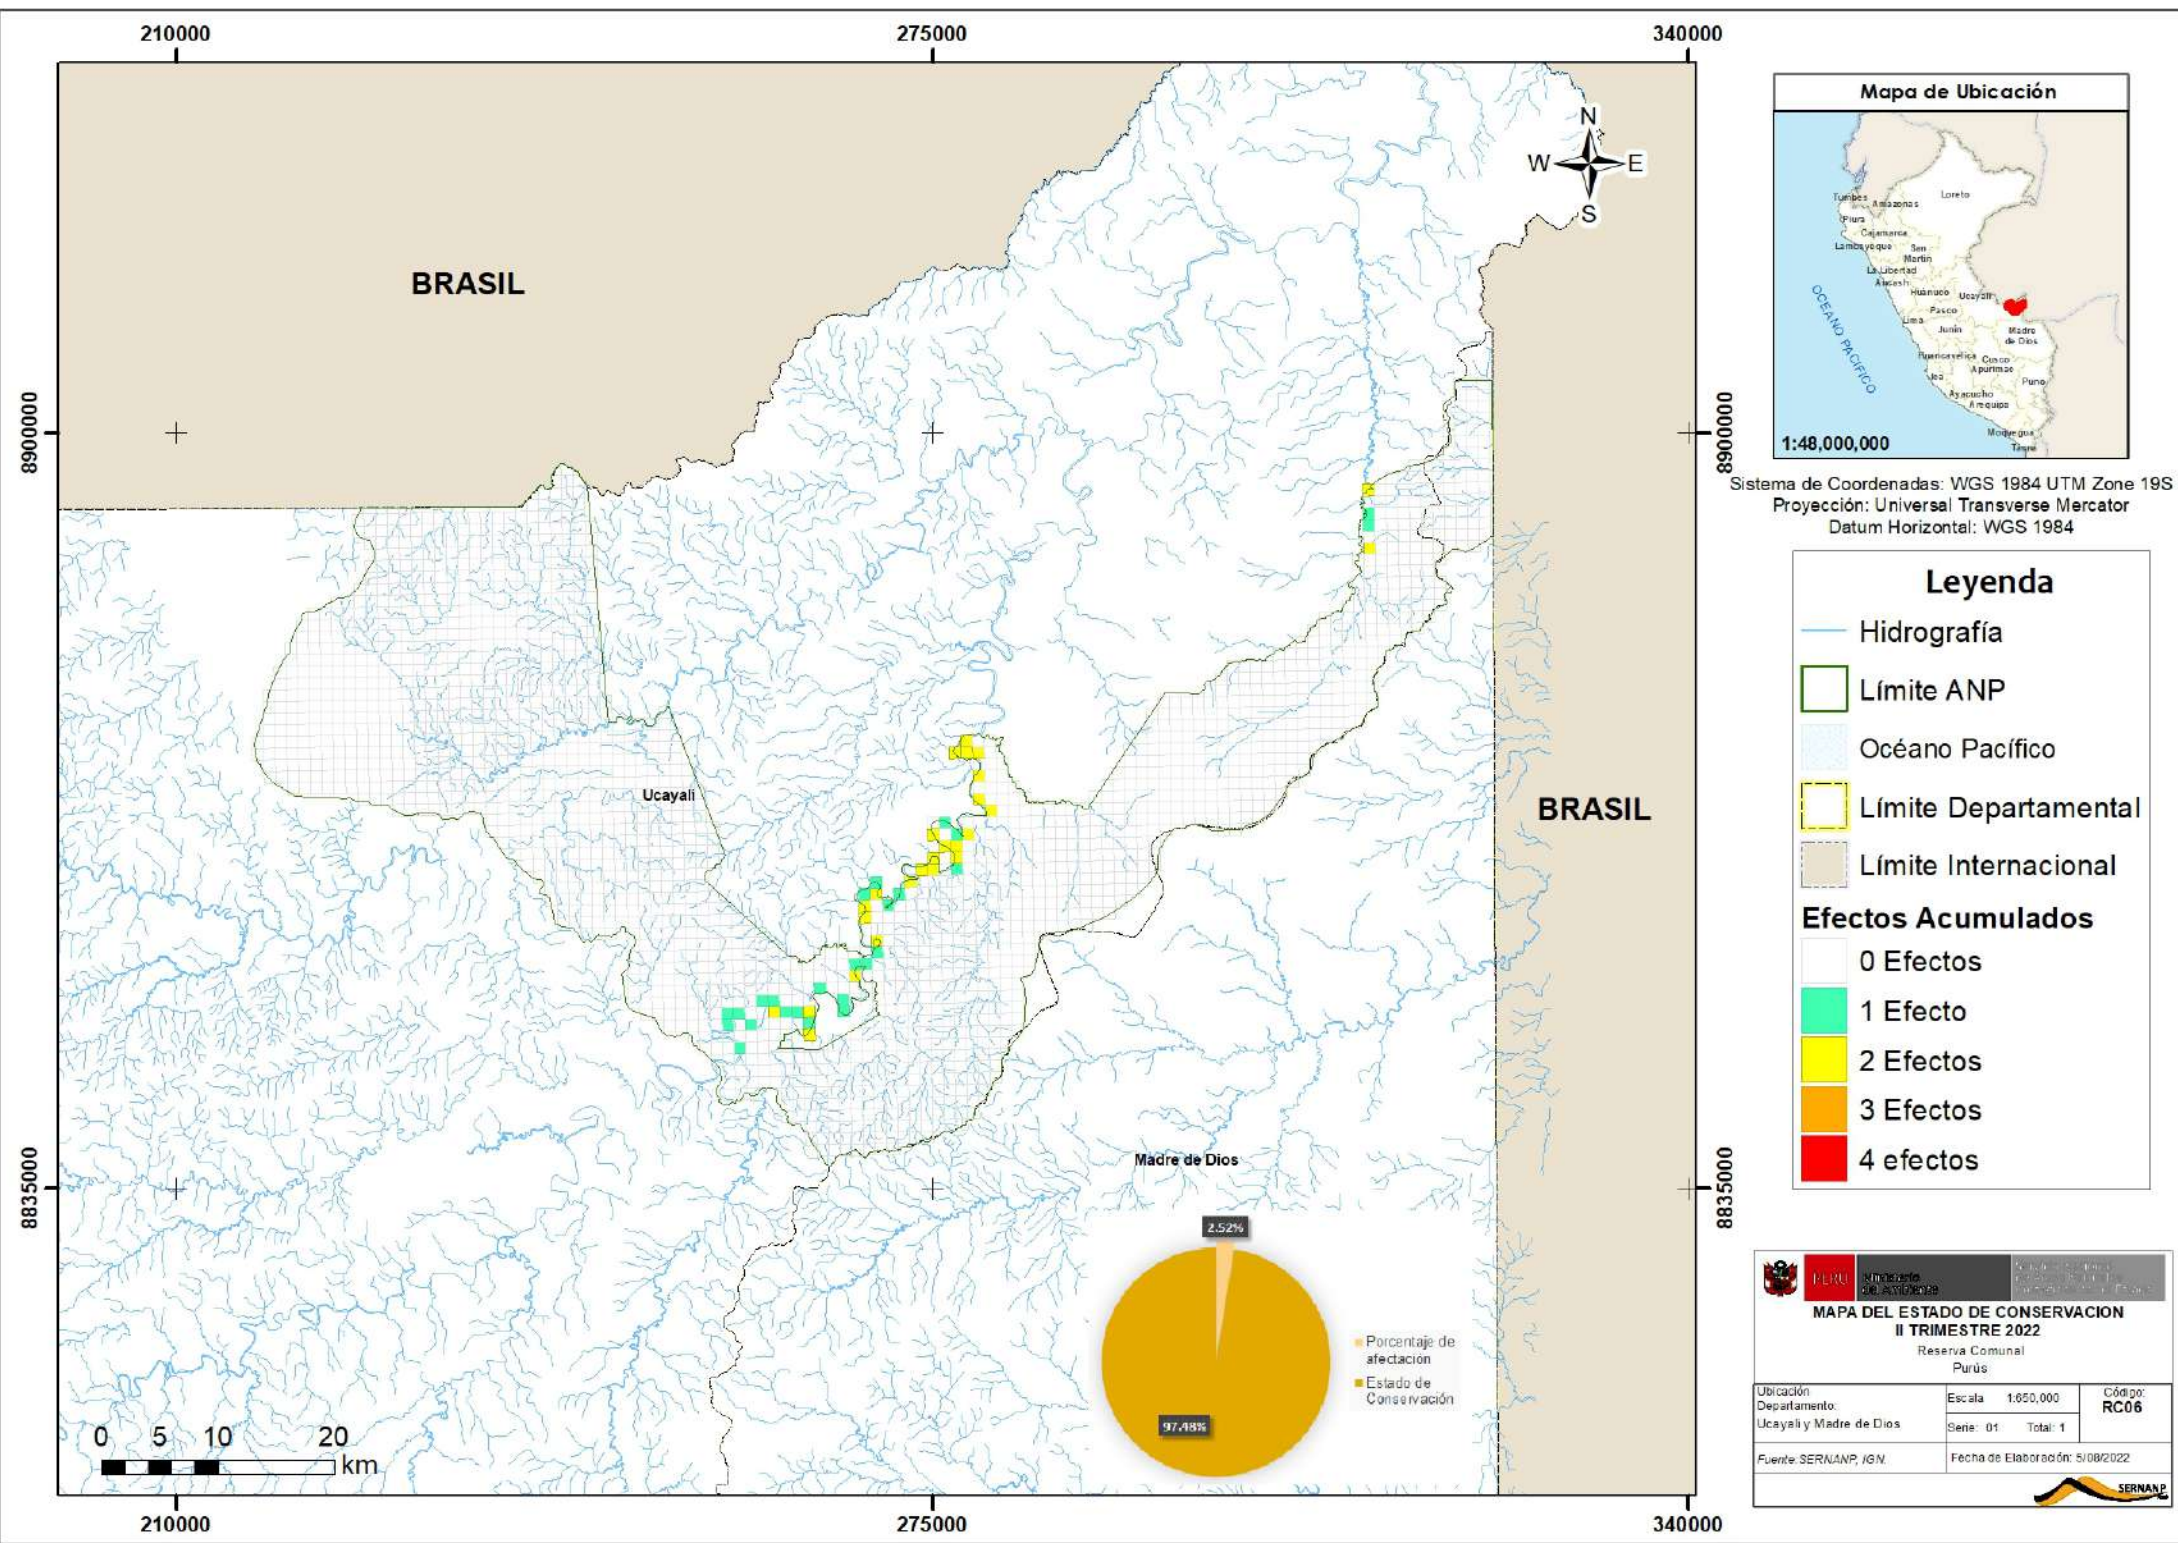 210000
275000
340000
BRASIL
N
W
E
S
8900000
8900000
Ucayali
BRASIL
Madre de Dios
8835000
8835000
2.52%
97.48%
Porcentaje de
afectación
Estado de
Conservación
0 5 10 20
km
210000
275000
340000
Mapa de Ubicación
Loreto
Tumbes
Amazonas
Piura
Cajamarca
Lambayeque
San
Martin
La Libertad
Ancash
Huánuco
Ucayali
Pasco
Lima
Junín
Madre
de Dios
Huancavelica
Cusco
Apurimac
Ica
Puno
Ayacucho
Arequipa
Moquegua
Tacna
OCEANO PACIFICO
1:48,000,000
Sistema de Coordenadas: WGS 1984 UTM Zone 19S
Proyección: Universal Transverse Mercator
Datum Horizontal: WGS 1984
Leyenda
Hidrografía
Límite ANP
Océano Pacífico
Límite Departamental
Límite Internacional
Efectos Acumulados
0 Efectos
1 Efecto
2 Efectos
3 Efectos
4 efectos
PERÚ
Ministerio
del Ambiente
MAPA DEL ESTADO DE CONSERVACION
II TRIMESTRE 2022
Reserva Comunal
Purús
Ubicación
Departamento:
Ucayali y Madre de Dios
Escala 1:650,000
Serie: 01 Total: 1
Código:
RC06
Fuente: SERNANP, IGN.
Fecha de Elaboración: 5/08/2022
SERNANP